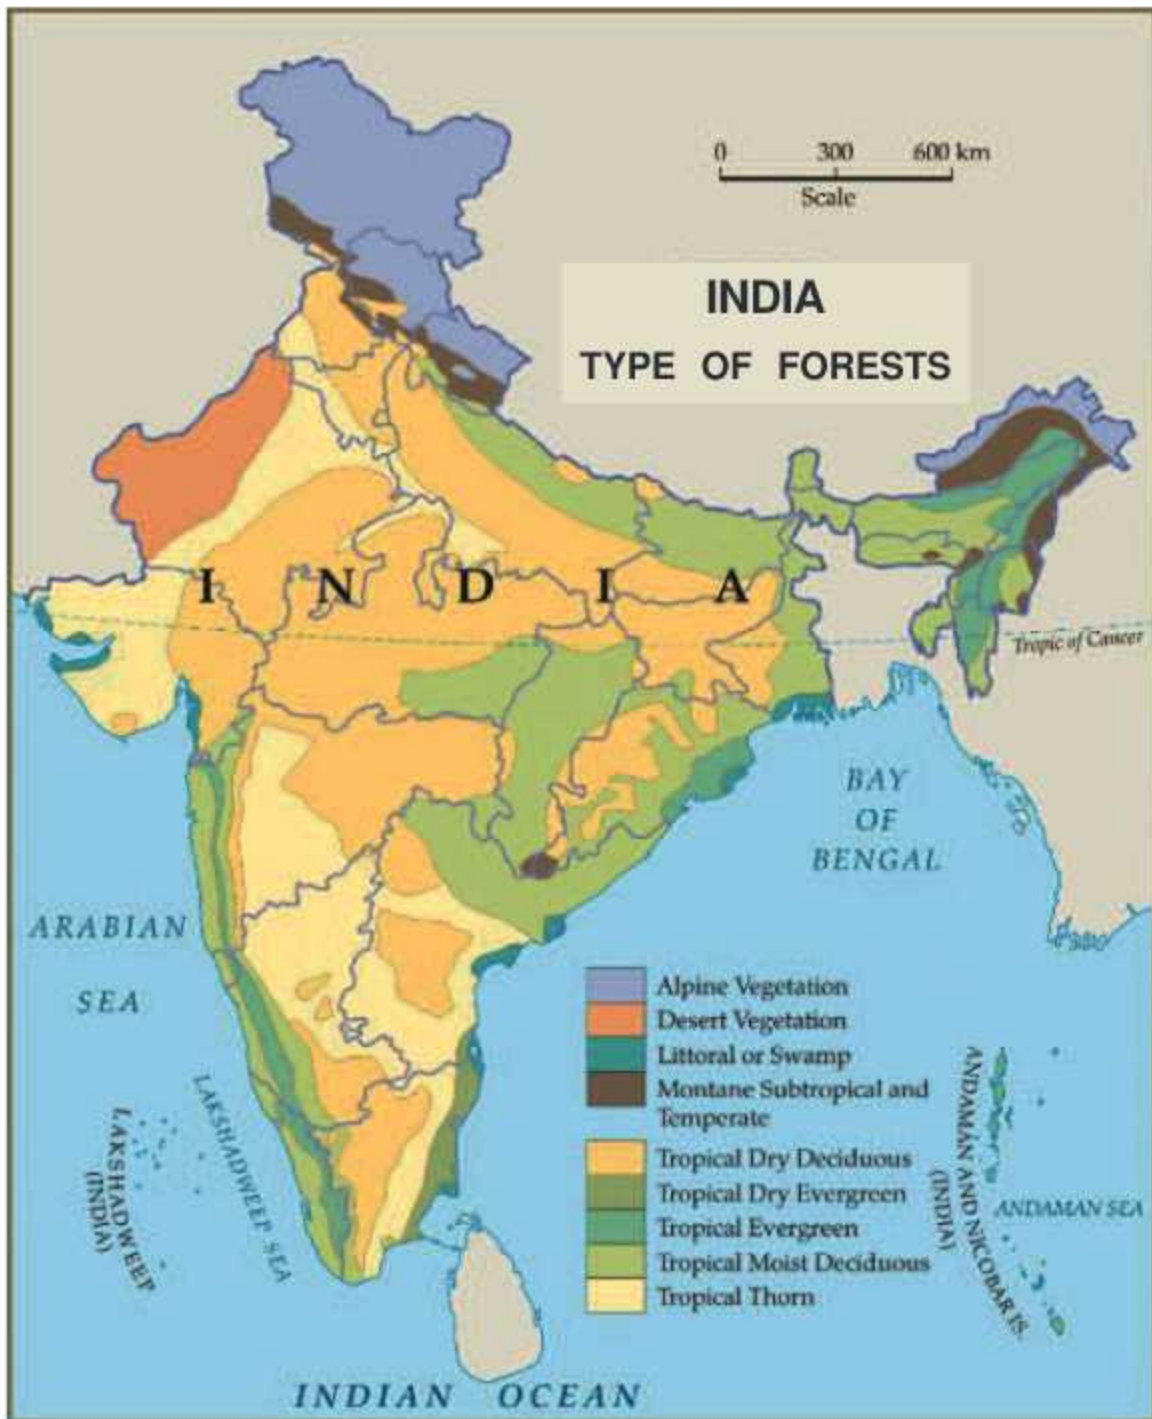 0 300 600 km
Scale
INDIA
TYPE OF FORESTS
I N D I A
Tropic of Cancer
BAY
OF
BENGAL
ARABIAN
SEA
Alpine Vegetation
Desert Vegetation
Littoral or Swamp
Montane Subtropical and
Temperate
Tropical Dry Deciduous
Tropical Dry Evergreen
Tropical Evergreen
Tropical Moist Deciduous
Tropical Thorn
LAKSHADWEEP
(INDIA)
LAKSHADWEEP SEA
ANDAMAN AND NICOBAR IS.
(INDIA)
ANDAMAN SEA
INDIAN OCEAN